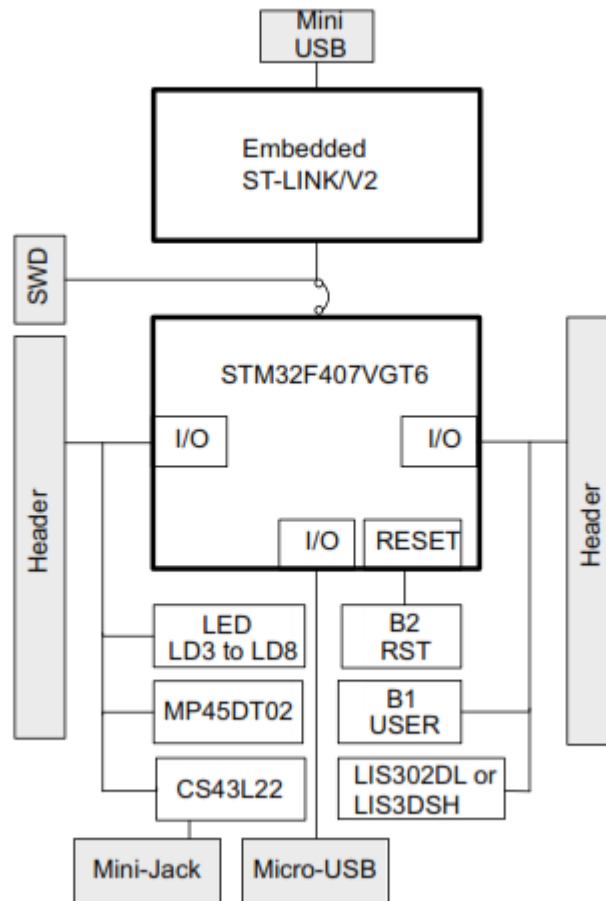 Mini
USB
Embedded
ST-LINK/V2
SWD
STM32F407VGT6
I/O
I/O
Header
Header
I/O
RESET
LED
LD3 to LD8
B2
RST
MP45DT02
B1
USER
CS43L22
LIS302DL or
LIS3DSH
Mini-Jack
Micro-USB